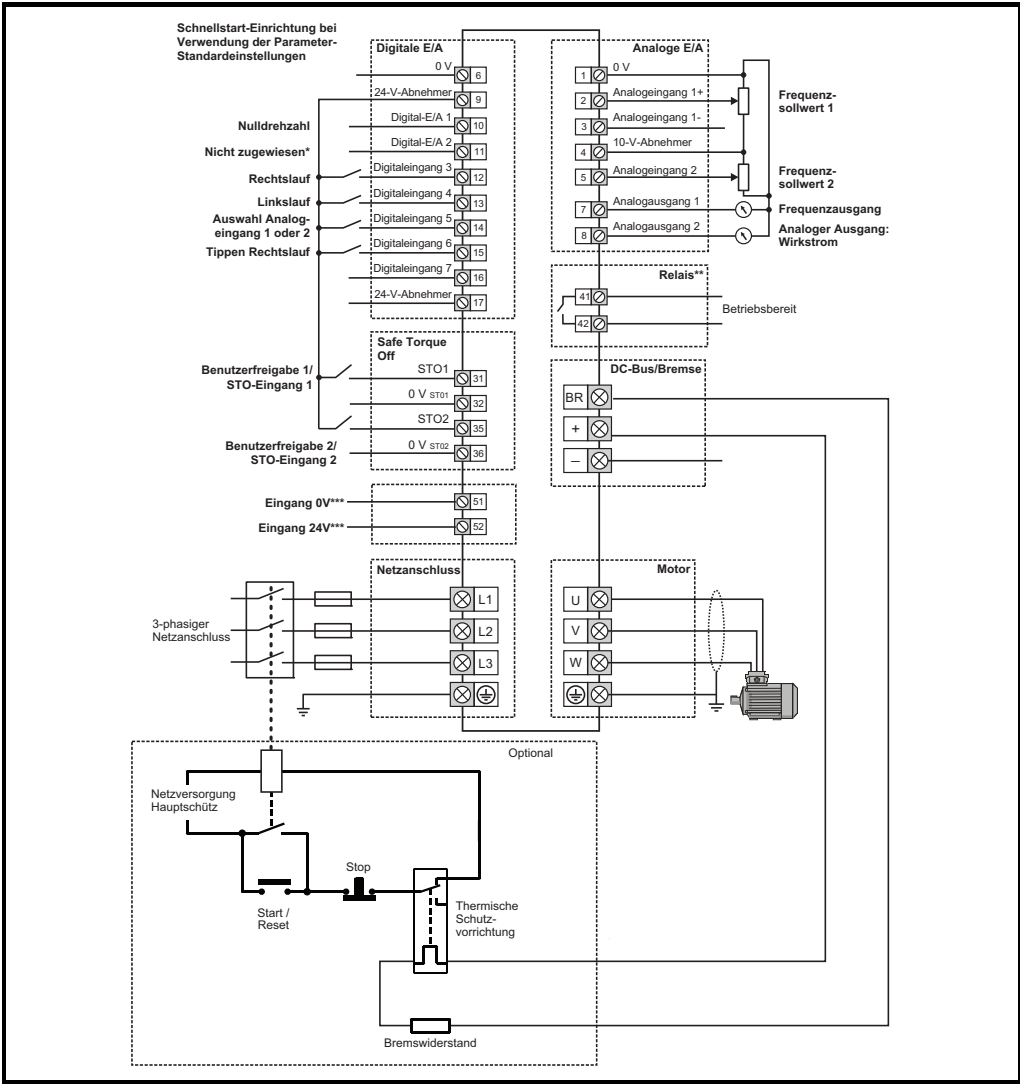 Schnellstart-Einrichtung bei
Verwendung der Parameter-
Standardeinstellungen
Digitale E/A
0 V
6
24-V-Abnehmer
9
Nulldrehzahl
Digital-E/A 1
10
Nicht zugewiesen*
Digital-E/A 2
11
Rechtslauf
Digitaleingang 3
12
Linkslauf
Digitaleingang 4
13
Auswahl Analog-
eingang 1 oder 2
Digitaleingang 5
14
Tippen Rechtslauf
Digitaleingang 6
15
Digitaleingang 7
16
24-V-Abnehmer
17
Analoge E/A
1
0 V
2
Analogeingang 1+
Frequenz-
sollwert 1
3
Analogeingang 1-
4
10-V-Abnehmer
5
Analogeingang 2
Frequenz-
sollwert 2
7
Analogausgang 1
Frequenzausgang
8
Analogausgang 2
Analoger Ausgang:
Wirkstrom
Relais**
41
42
Betriebsbereit
Safe Torque
Off
Benutzerfreigabe 1/
STO-Eingang 1
STO1
31
0 V ST01
32
STO2
35
Benutzerfreigabe 2/
STO-Eingang 2
0 V ST02
36
DC-Bus/Bremse
BR
+
–
Eingang 0V***
51
Eingang 24V***
52
Netzanschluss
3-phasiger
Netzanschluss
L1
L2
L3
Motor
U
V
W
Optional
Netzversorgung
Hauptschütz
Stop
Start /
Reset
Thermische
Schutz-
vorrichtung
Bremswiderstand